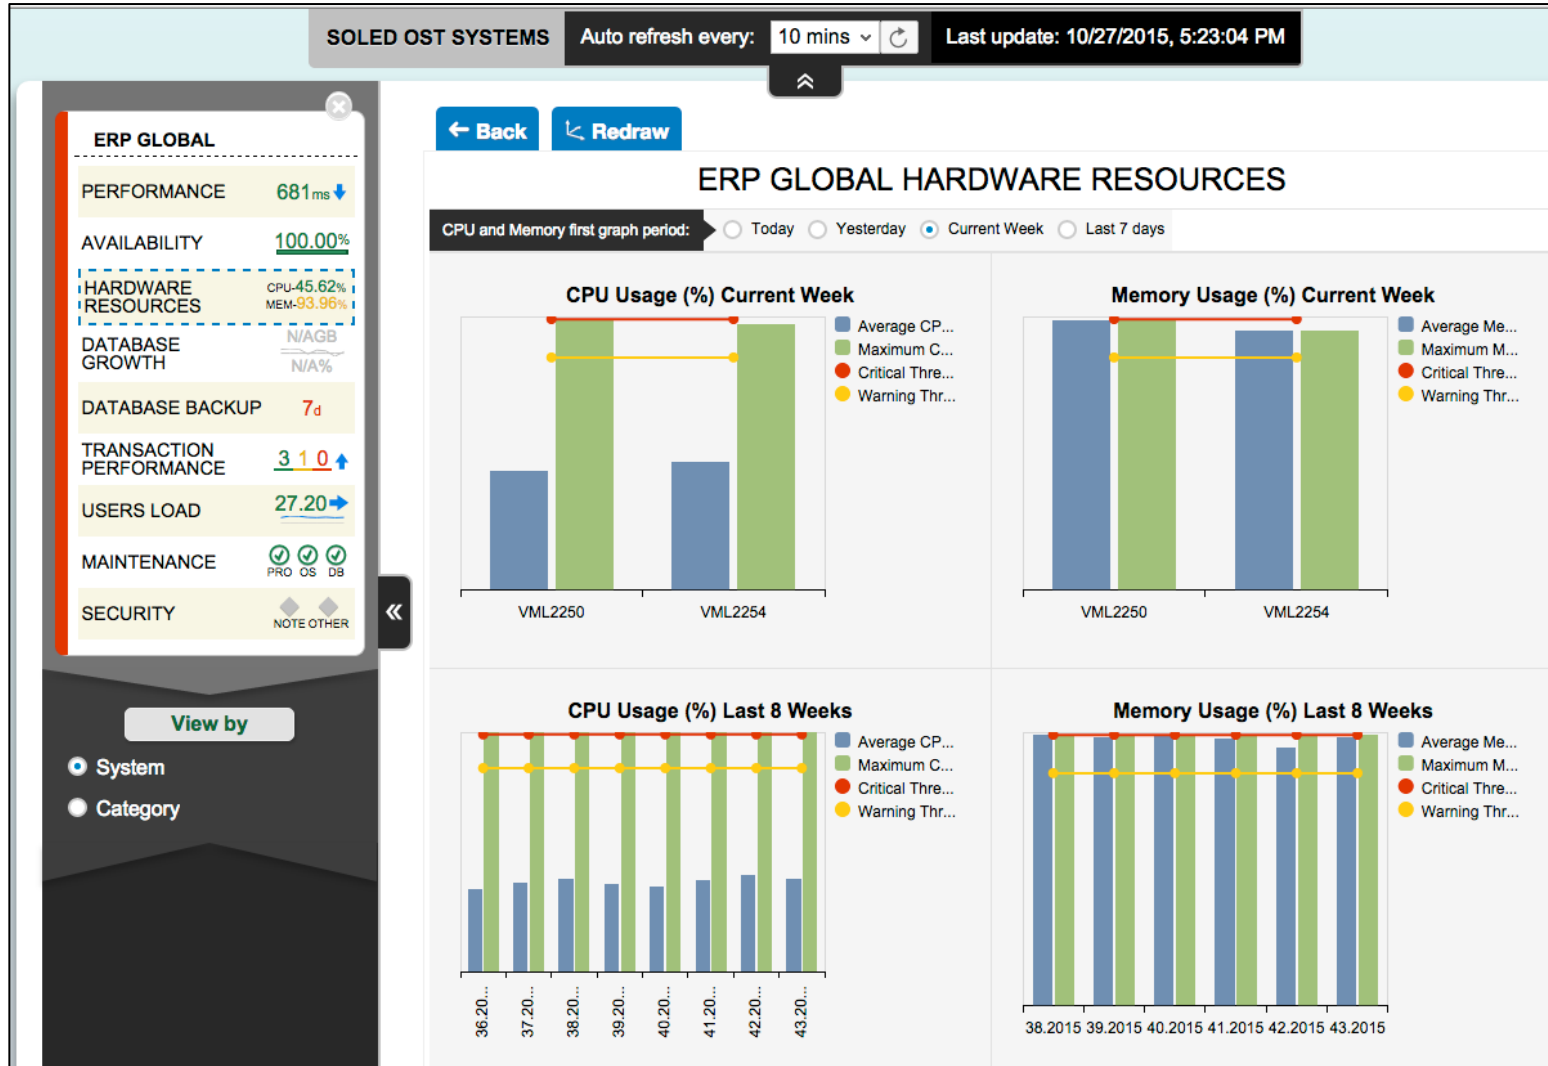 SOLED OST SYSTEMS
Auto refresh every: 10 mins
Last update: 10/27/2015, 5:23:04 PM
ERP GLOBAL
PERFORMANCE 681ms
AVAILABILITY 100.00%
HARDWARE RESOURCES CPU-45.62% MEM-93.96%
DATABASE GROWTH N/AGB N/A%
DATABASE BACKUP 7d
TRANSACTION PERFORMANCE 3 1 0
USERS LOAD 27.20
MAINTENANCE PRO OS DB
SECURITY NOTE OTHER
View by
System
Category
Back
Redraw
ERP GLOBAL HARDWARE RESOURCES
CPU and Memory first graph period: Today Yesterday Current Week Last 7 days
CPU Usage (%) Current Week
Average CP...
Maximum C...
Critical Thre...
Warning Thr...
VML2250 VML2254
Memory Usage (%) Current Week
Average Me...
Maximum M...
Critical Thre...
Warning Thr...
VML2250 VML2254
CPU Usage (%) Last 8 Weeks
Average CP...
Maximum C...
Critical Thre...
Warning Thr...
36.20... 37.20... 38.20... 39.20... 40.20... 41.20... 42.20... 43.20...
Memory Usage (%) Last 8 Weeks
Average Me...
Maximum M...
Critical Thre...
Warning Thr...
38.2015 39.2015 40.2015 41.2015 42.2015 43.2015